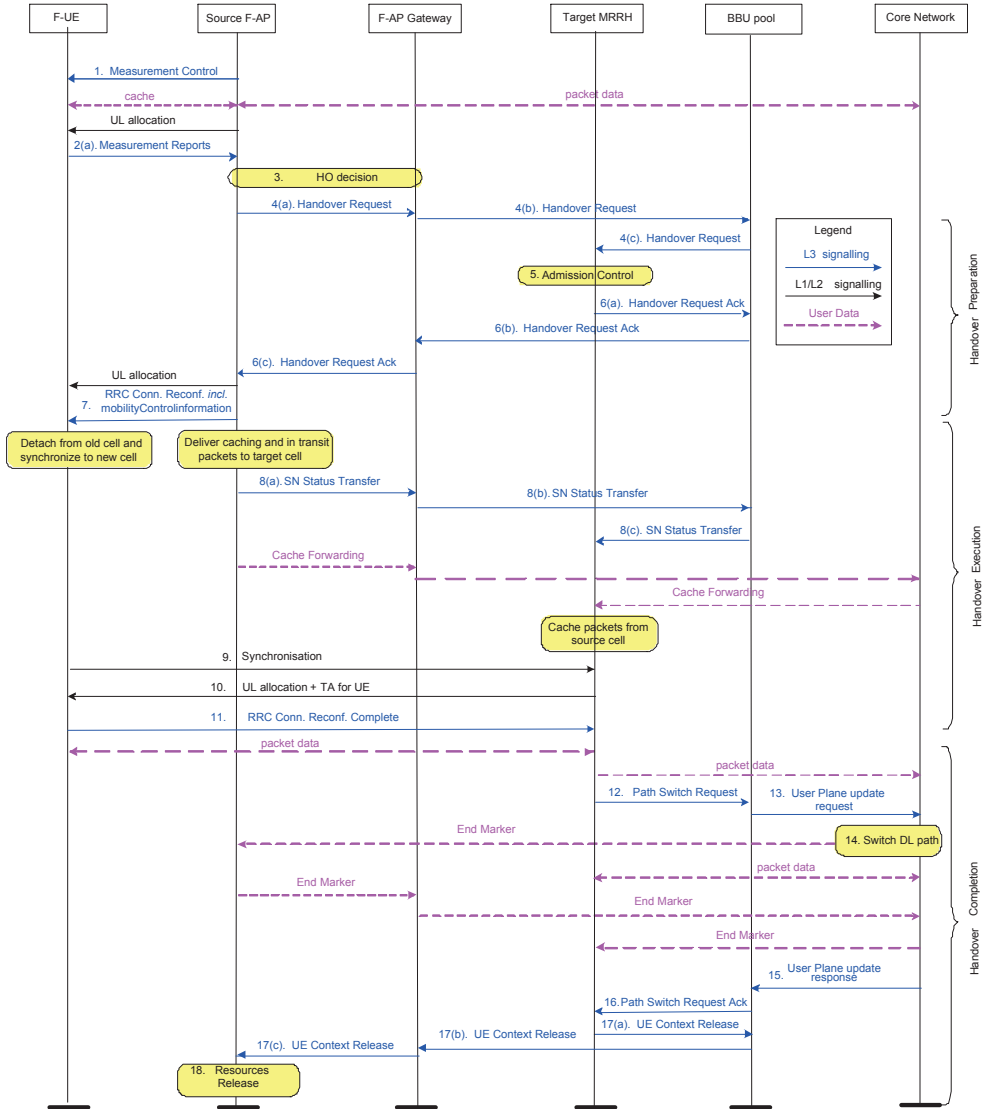 F-UE
Source F-AP
F-AP Gateway
Target MRRH
BBU pool
Core Network
1. Measurement Control
cache
packet data
UL allocation
2(a). Measurement Reports
3. HO decision
4(a). Handover Request
4(b). Handover Request
4(c). Handover Request
Legend
L3 signalling
L1/L2 signalling
User Data
5. Admission Control
6(a). Handover Request Ack
6(b). Handover Request Ack
6(c). Handover Request Ack
UL allocation
7. RRC Conn. Reconf. incl.
mobilityControlinformation
Handover Preparation
Detach from old cell and
synchronize to new cell
Deliver caching and in transit
packets to target cell
8(a). SN Status Transfer
8(b). SN Status Transfer
8(c). SN Status Transfer
Cache Forwarding
Cache Forwarding
Cache packets from
source cell
9. Synchronisation
10. UL allocation + TA for UE
11. RRC Conn. Reconf. Complete
Handover Execution
packet data
packet data
12. Path Switch Request
13. User Plane update
request
End Marker
14. Switch DL path
packet data
End Marker
End Marker
End Marker
15. User Plane update
response
16. Path Switch Request Ack
17(a). UE Context Release
17(b). UE Context Release
17(c). UE Context Release
18. Resources
Release
Handover Completion